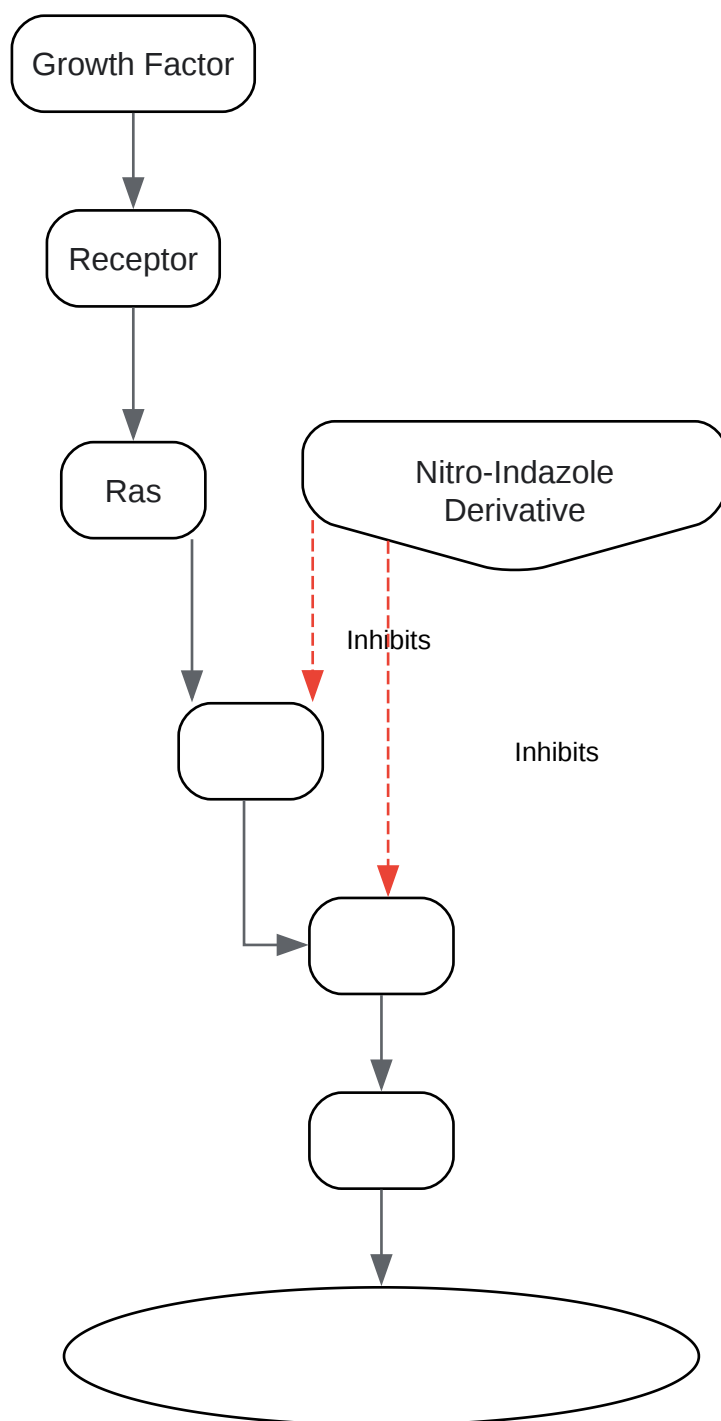 Growth Factor
Receptor
Ras
Nitro-Indazole
Derivative
Inhibits
Inhibits